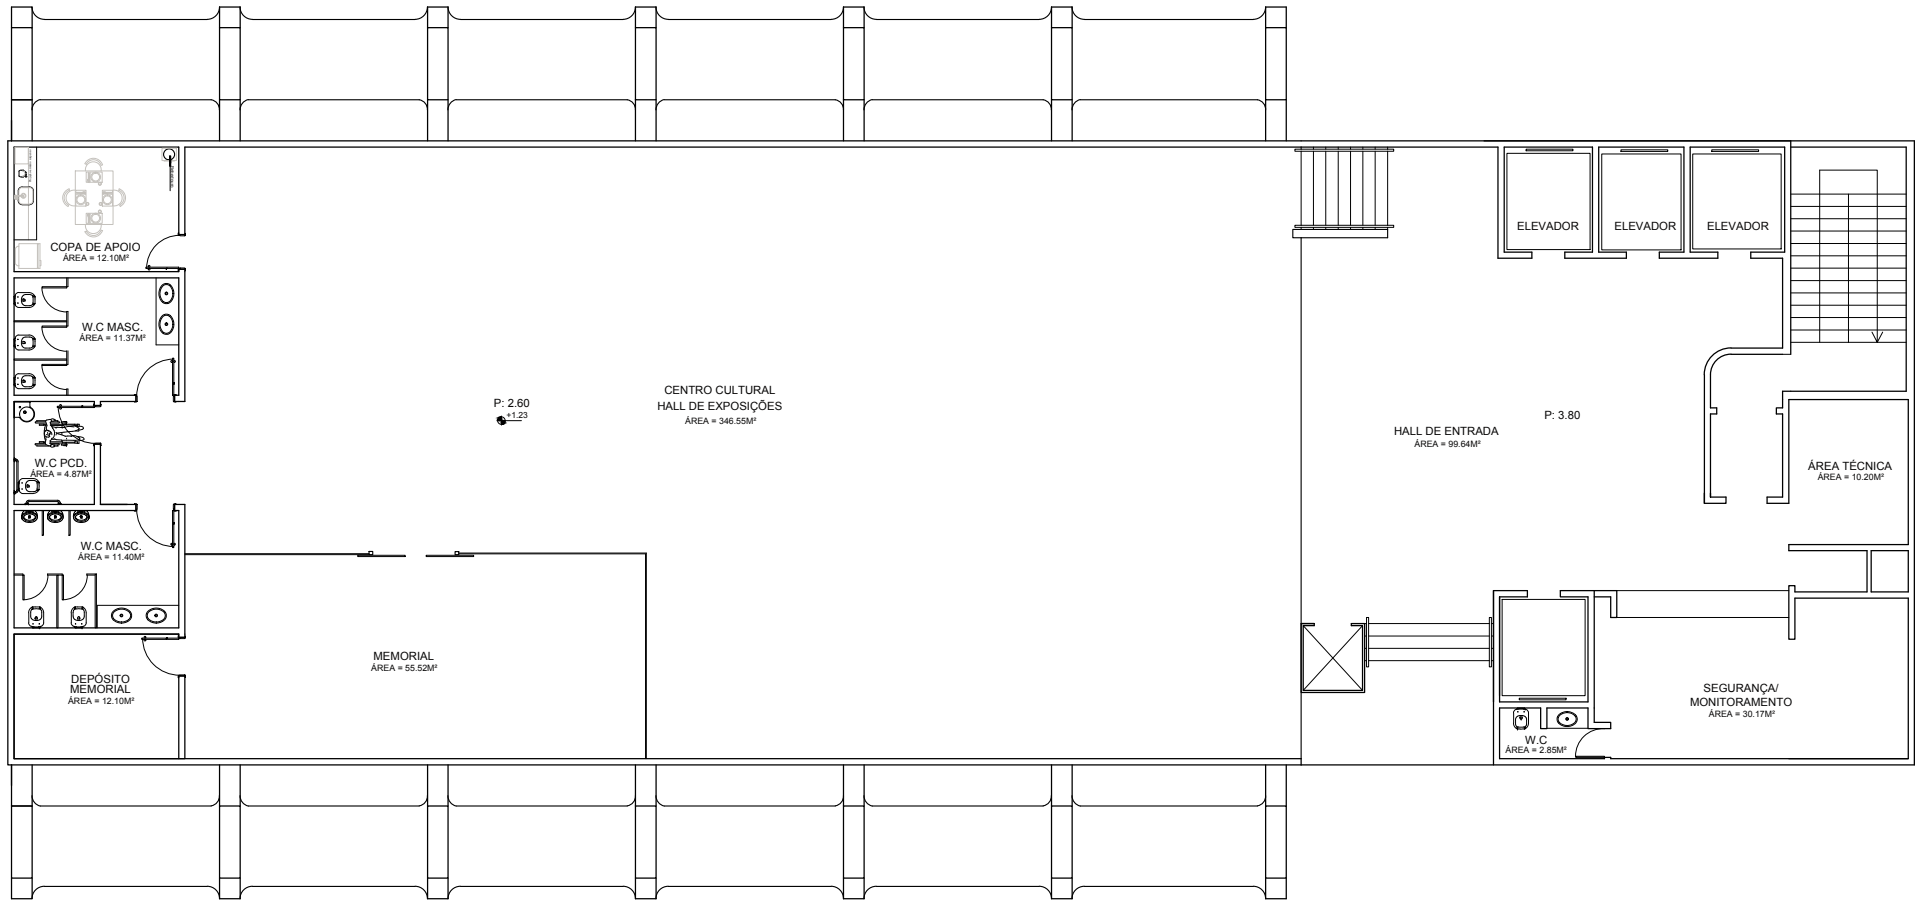 ELEVADOR
ELEVADOR
ELEVADOR
COPA DE APOIO
ÁREA = 12.10M²
W.C MASC.
ÁREA = 11.37M²
CENTRO CULTURAL
HALL DE EXPOSIÇÕES
ÁREA = 346.55M²
P: 2.60
+1.23
P: 3.80
HALL DE ENTRADA
ÁREA = 99.64M²
W.C PCD.
ÁREA = 4.87M²
ÁREA TÉCNICA
ÁREA = 10.20M²
W.C MASC.
ÁREA = 11.40M²
MEMORIAL
ÁREA = 55.52M²
DEPÓSITO
MEMORIAL
ÁREA = 12.10M²
SEGURANÇA/
MONITORAMENTO
ÁREA = 30.17M²
W.C
ÁREA = 2.85M²